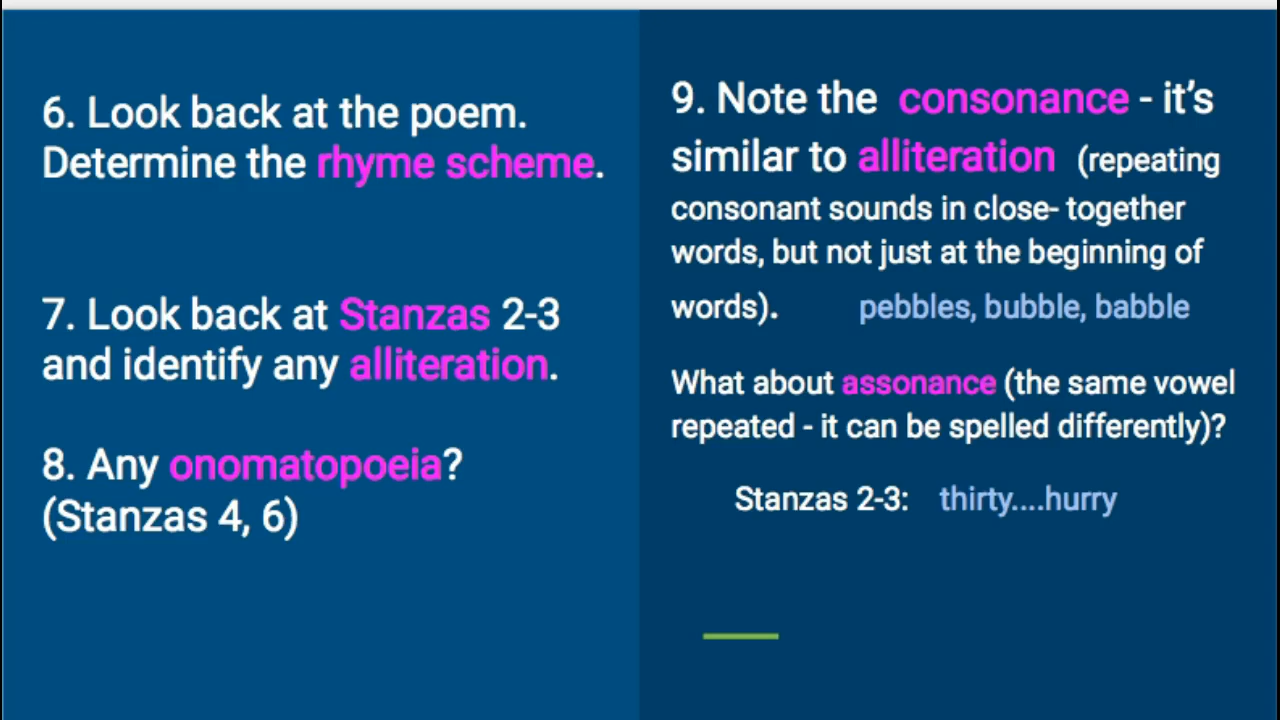 6. Look back at the poem.
Determine the rhyme scheme.
7. Look back at Stanzas 2-3
and identify any alliteration.
8. Any onomatopoeia?
(Stanzas 4, 6)
9. Note the consonance - it's
similar to alliteration (repeating
consonant sounds in close- together
words, but not just at the beginning of
words). pebbles, bubble, babble
What about assonance (the same vowel
repeated - it can be spelled differently)?
Stanzas 2-3: thirty....hurry